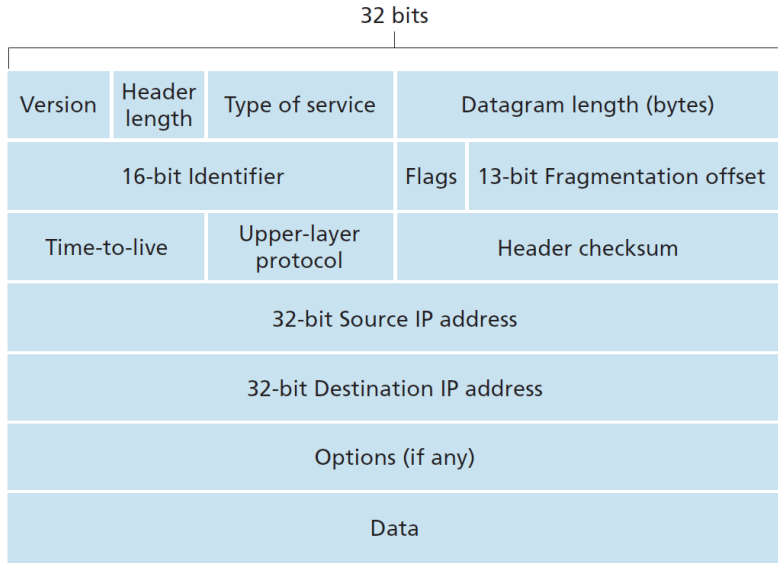 32 bits
Version
Header
length
Type of service
Datagram length (bytes)
16-bit Identifier
Flags
13-bit Fragmentation offset
Time-to-live
Upper-layer
protocol
Header checksum
32-bit Source IP address
32-bit Destination IP address
Options (if any)
Data